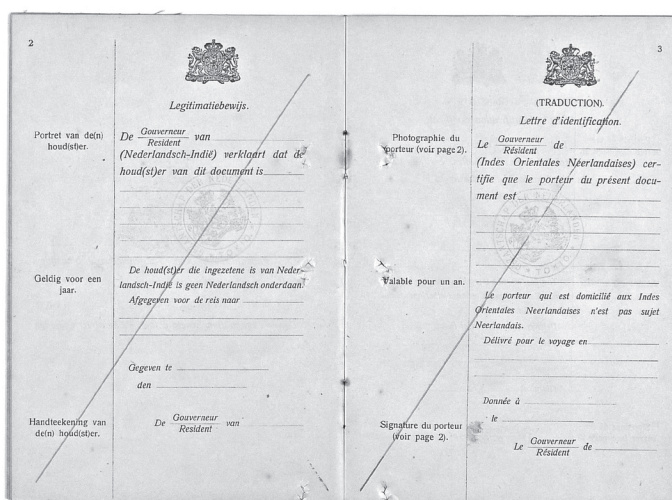 2
Legitimatiebewijs.
Portret van de(n)
houd(st)er.
De Gouverneur
Resident van
(Nederlandsch-Indië) verklaart dat de
houd(st)er van dit document is
Geldig voor een
jaar.
De houd(st)er die ingezetene is van Neder-
landsch-Indië is geen Nederlandsch onderdaan.
Afgegeven voor de reis naar
Gegeven te
den
Handteekening van
de(n) houd(st)er.
De Gouverneur
Resident van
3
(TRADUCTION).
Lettre d'identification.
Photographie du
porteur (voir page 2).
Le Gouverneur
Résident de
(Indes Orientales Néerlandaises) cer-
tifie que le porteur du présent docu-
ment est
Valable pour un an.
Le porteur qui est domicilié aux Indes
Orientales Neerlandaises n'est pas sujet
Neerlandais.
Délivré pour le voyage en
Donnée à
le
Signature du porteur
(voir page 2).
Le Gouverneur
Résident de